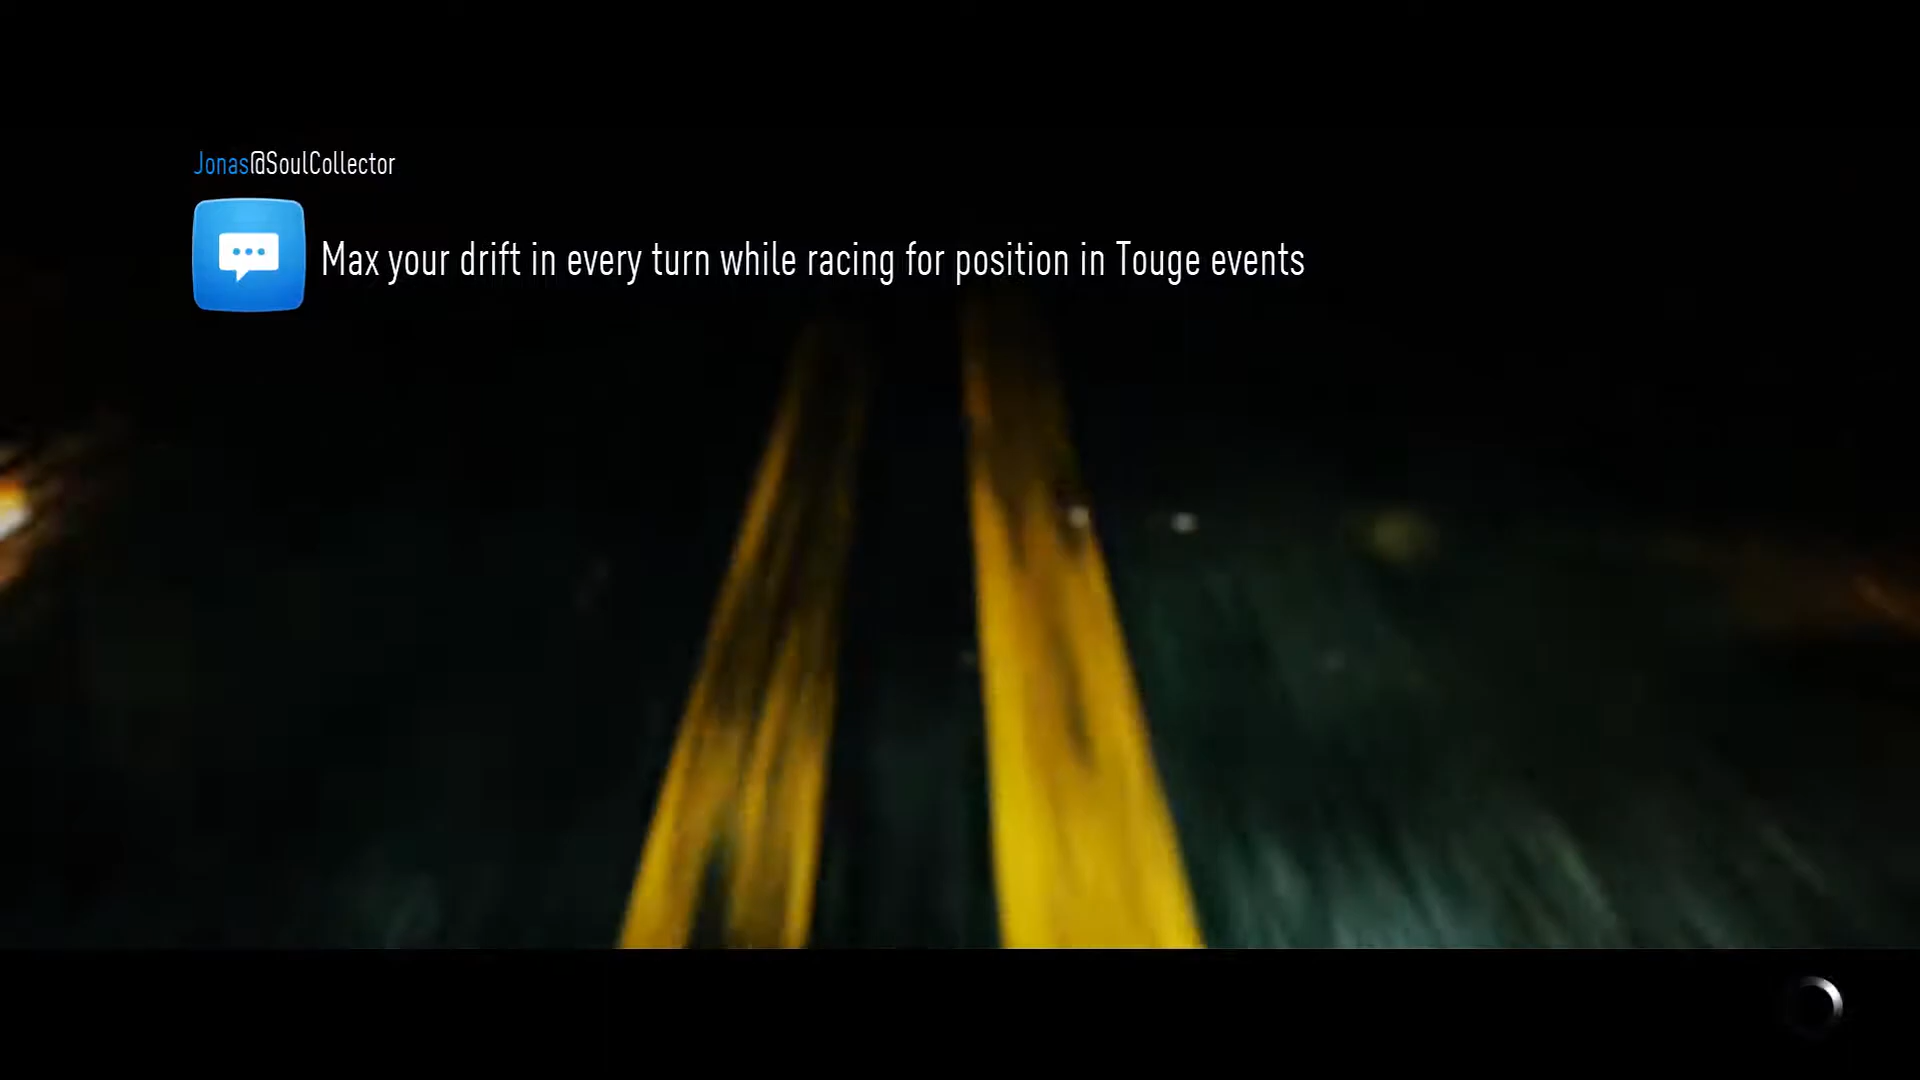 Jonas@SoulCollector
Max your drift in every turn while racing for position in Touge events